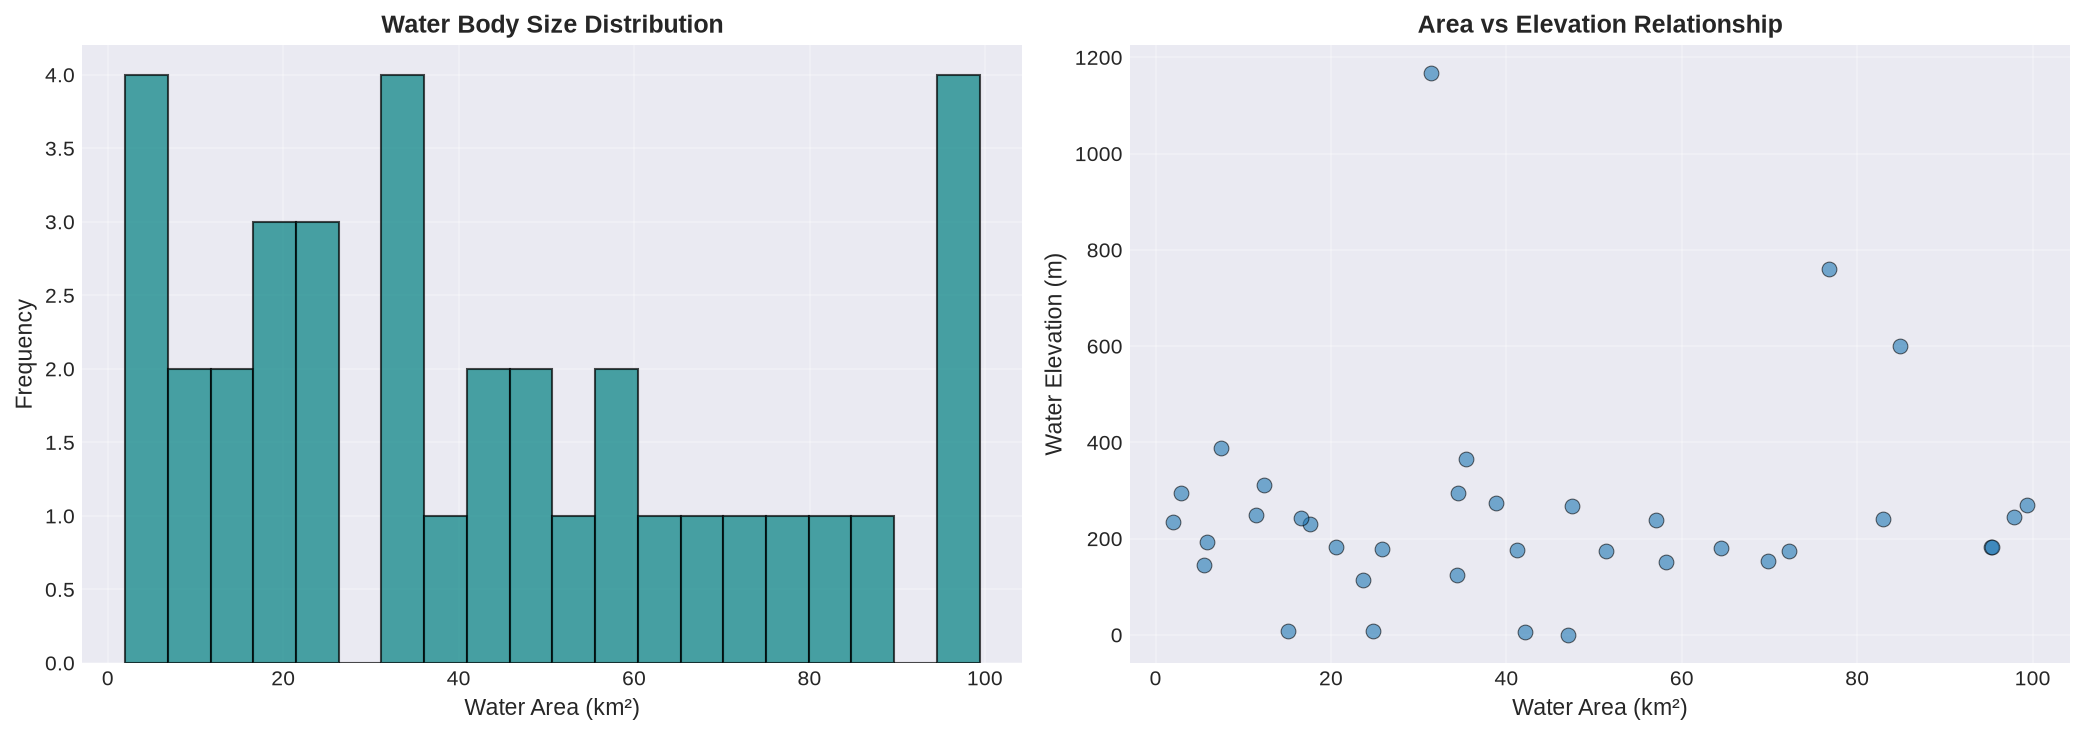 Water Body Size Distribution
4.0
3.5
3.0
2.5
2.0
1.5
1.0
0.5
0.0
Frequency
0 20 40 60 80 100
Water Area (km²)
Area vs Elevation Relationship
1200
1000
800
600
400
200
0
Water Elevation (m)
0 20 40 60 80 100
Water Area (km²)